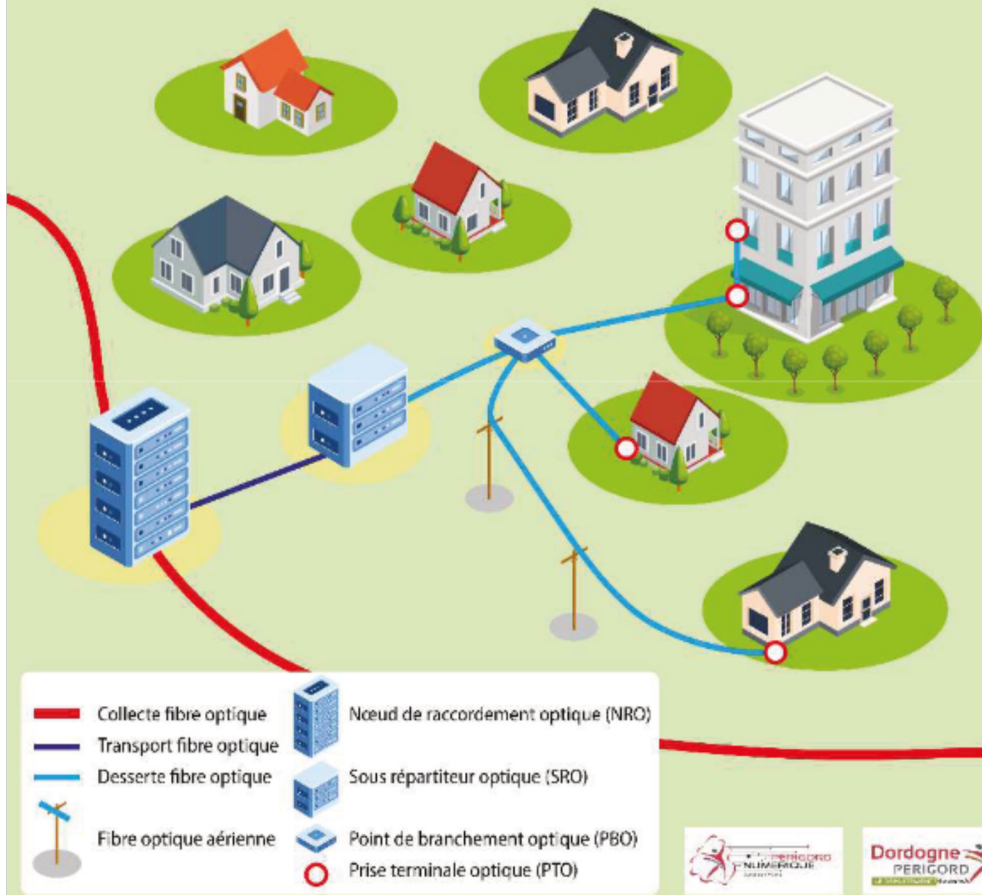 Collecte fibre optique
Transport fibre optique
Desserte fibre optique
Fibre optique aérienne
Nœud de raccordement optique (NRO)
Sous répartiteur optique (SRO)
Point de branchement optique (PBO)
Prise terminale optique (PTO)
PERIGORD
NUMERIQUE
Dordogne
PERIGORD